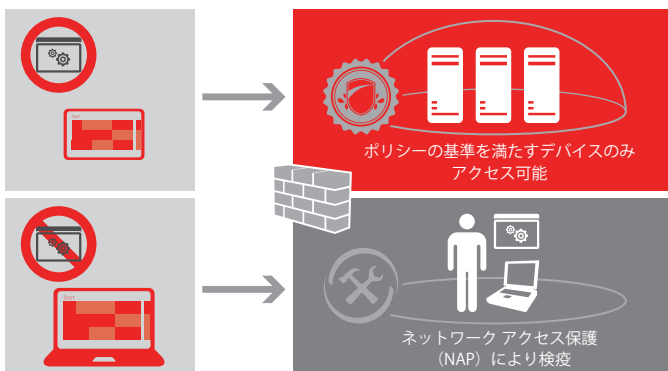 Start
ポリシーの基準を満たすデバイスのみ
アクセス可能
Start
ネットワーク アクセス保護
（NAP）により検疫